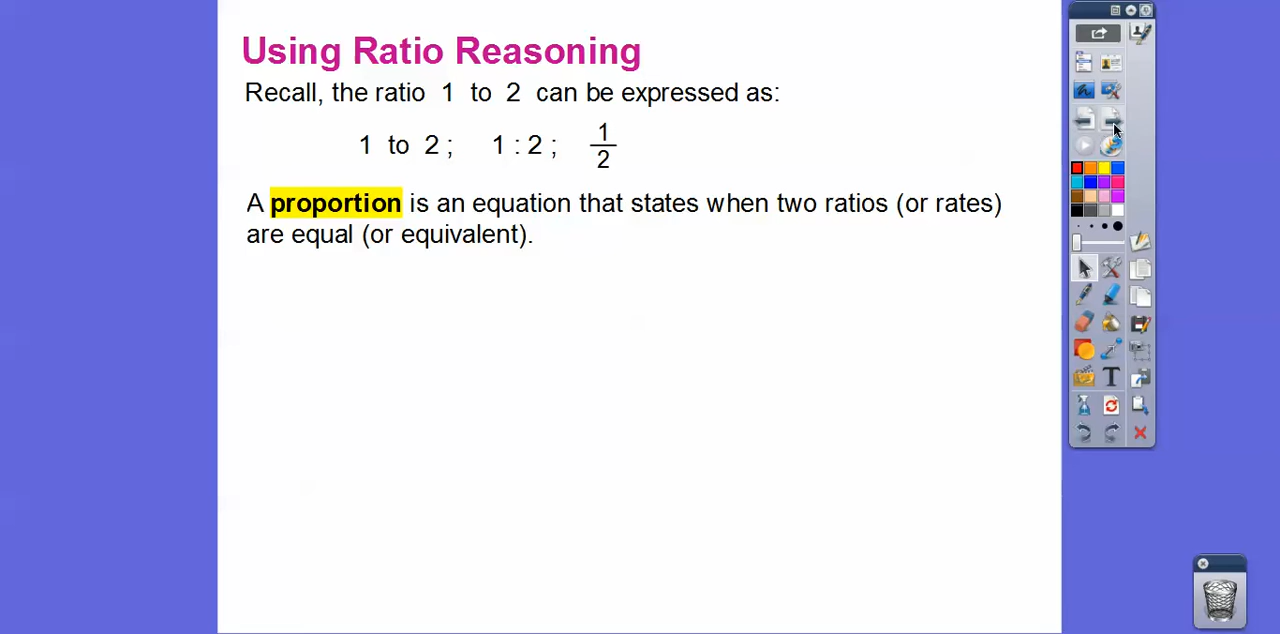 Using Ratio Reasoning
Recall, the ratio 1 to 2 can be expressed as:
1 to 2 ; 1 : 2 ; 1/2
A proportion is an equation that states when two ratios (or rates)
are equal (or equivalent).